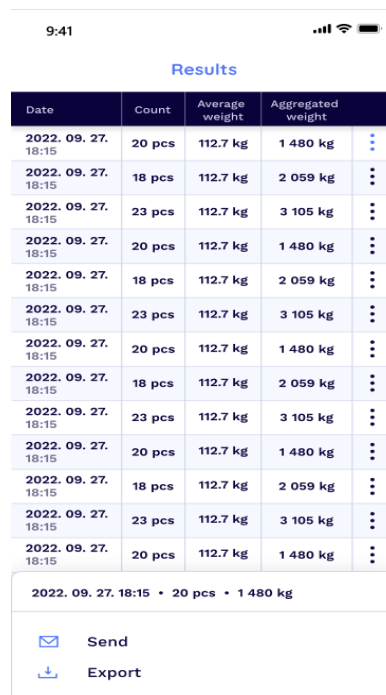 9:41
Results
Date Count Average weight Aggregated weight
2022. 09. 27. 18:15 20 pcs 112.7 kg 1 480 kg
2022. 09. 27. 18:15 18 pcs 112.7 kg 2 059 kg
2022. 09. 27. 18:15 23 pcs 112.7 kg 3 105 kg
2022. 09. 27. 18:15 20 pcs 112.7 kg 1 480 kg
2022. 09. 27. 18:15 18 pcs 112.7 kg 2 059 kg
2022. 09. 27. 18:15 23 pcs 112.7 kg 3 105 kg
2022. 09. 27. 18:15 20 pcs 112.7 kg 1 480 kg
2022. 09. 27. 18:15 18 pcs 112.7 kg 2 059 kg
2022. 09. 27. 18:15 23 pcs 112.7 kg 3 105 kg
2022. 09. 27. 18:15 20 pcs 112.7 kg 1 480 kg
2022. 09. 27. 18:15 18 pcs 112.7 kg 2 059 kg
2022. 09. 27. 18:15 23 pcs 112.7 kg 3 105 kg
2022. 09. 27. 18:15 20 pcs 112.7 kg 1 480 kg
2022. 09. 27. 18:15 • 20 pcs • 1 480 kg
Send
Export